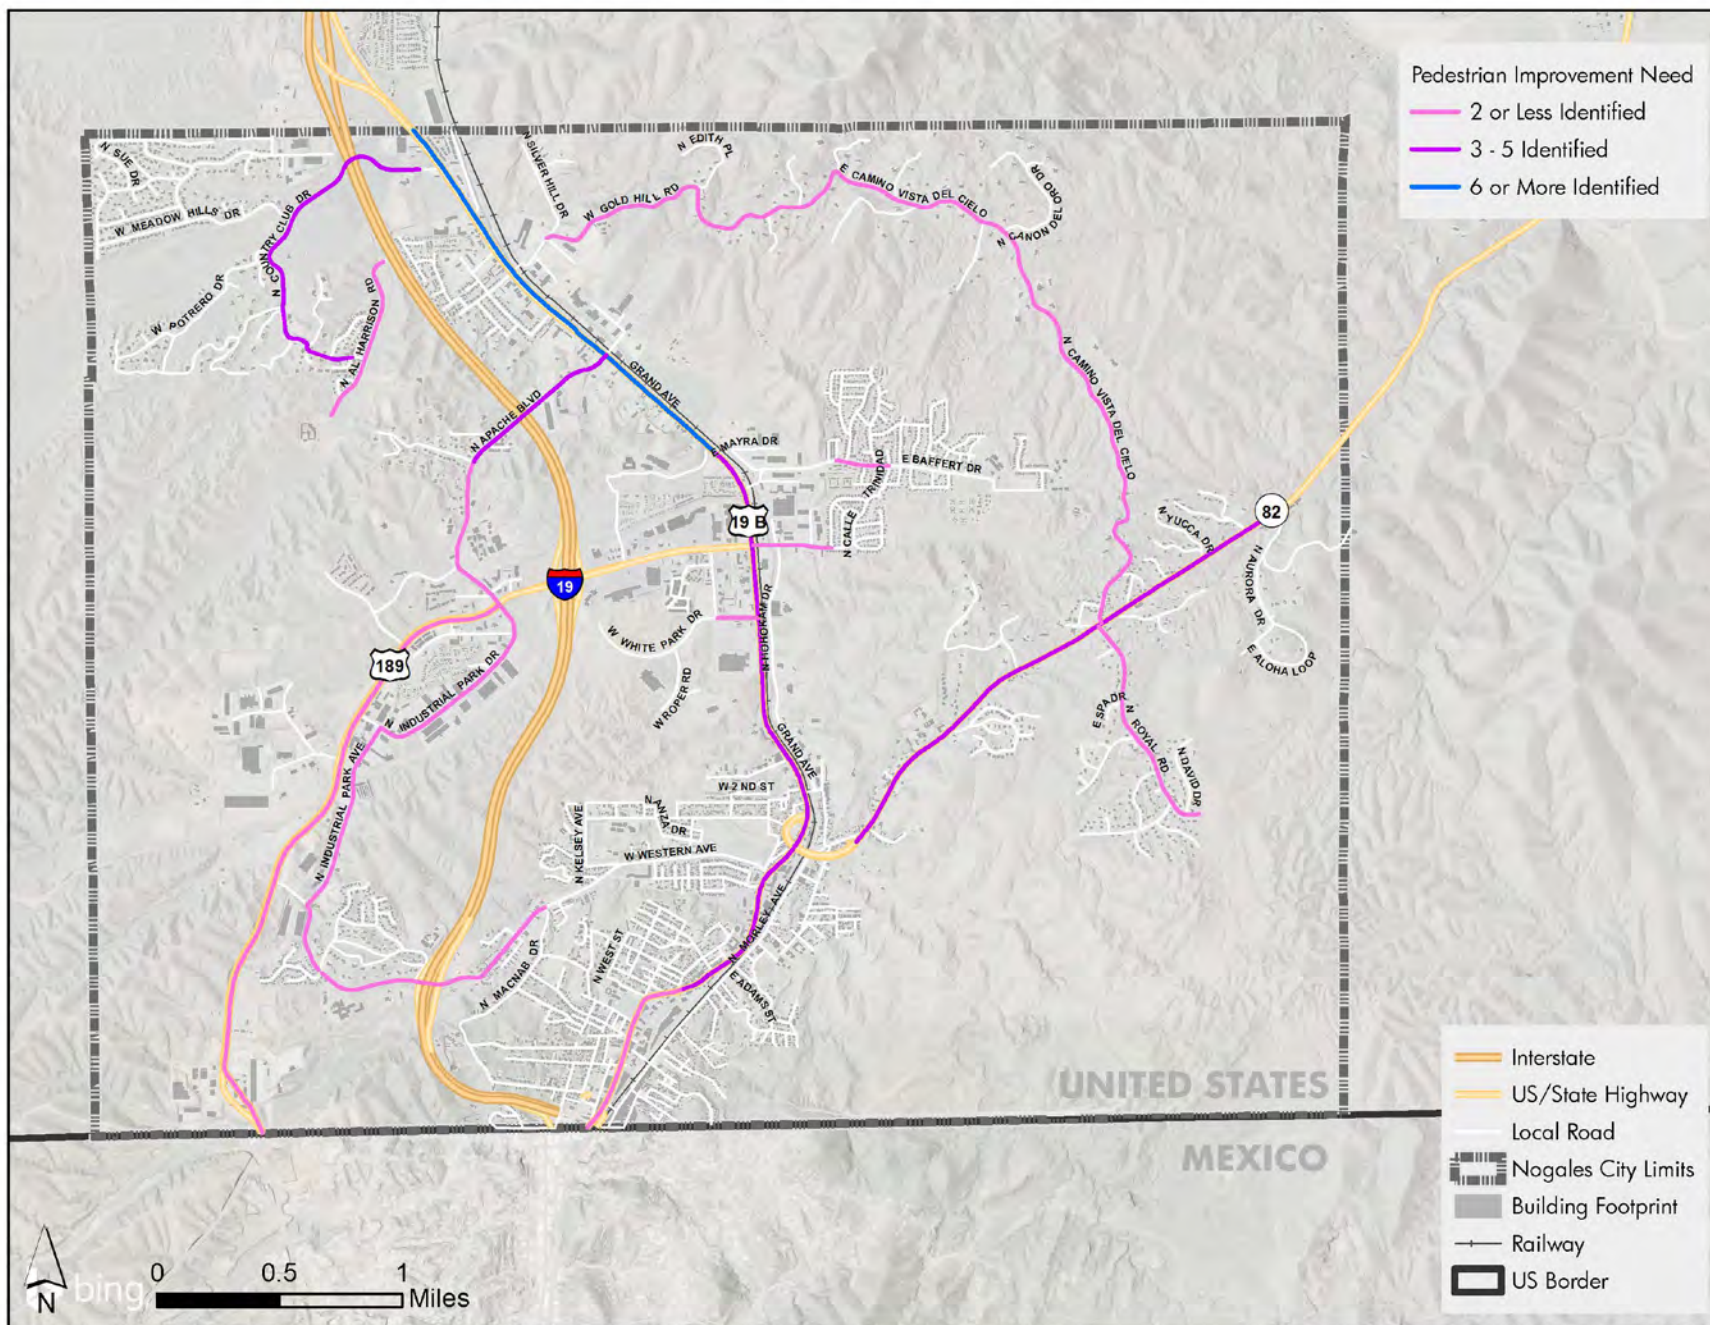 Pedestrian Improvement Need
2 or Less Identified
3 - 5 Identified
6 or More Identified
N SUE DR
W MEADOW HILLS DR
N COUNTRY CLUB DR
W POTRERO DR
N AL HARRISON RD
N SILVER HILL DR
N EDITH PL
W GOLD HILL RD
E CAMINO VISTA DEL CIELO
N CANON DEL ORO DR
N CAMINO VISTA DEL CIELO
GRAND AVE
N APACHE BLVD
E MAYRA DR
E BAFFERT DR
N CALLE TRINIDAD
19 B
82
N YUCCA DR
N AURORRA DR
E ALOHA LOOP
19
189
W WHITE PARK DR
N HOHOKAM DR
W ROPER RD
N INDUSTRIAL PARK DR
N INDUSTRIAL PARK AVE
GRAND AVE
E SPA DR
N ROYAL RD
N DAVID DR
W 2ND ST
N ANZA DR
N KELSEY AVE
W WESTERN AVE
N MORLEY AVE
N WEST ST
N MACNAB DR
E ADAMS ST
UNITED STATES
MEXICO
Interstate
US/State Highway
Local Road
Nogales City Limits
Building Footprint
Railway
US Border
N
bing
0 0.5 1
Miles